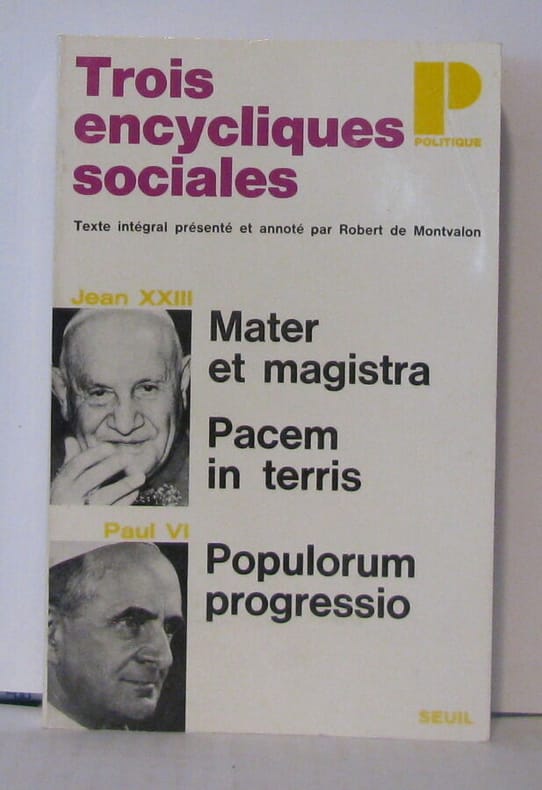 Trois
encycliques
sociales
P
POLITIQUE
Texte intégral présenté et annoté par Robert de Montvalon
Jean XXIII
Mater
et magistra
Pacem
in terris
Paul VI
Populorum
progressio
SEUIL